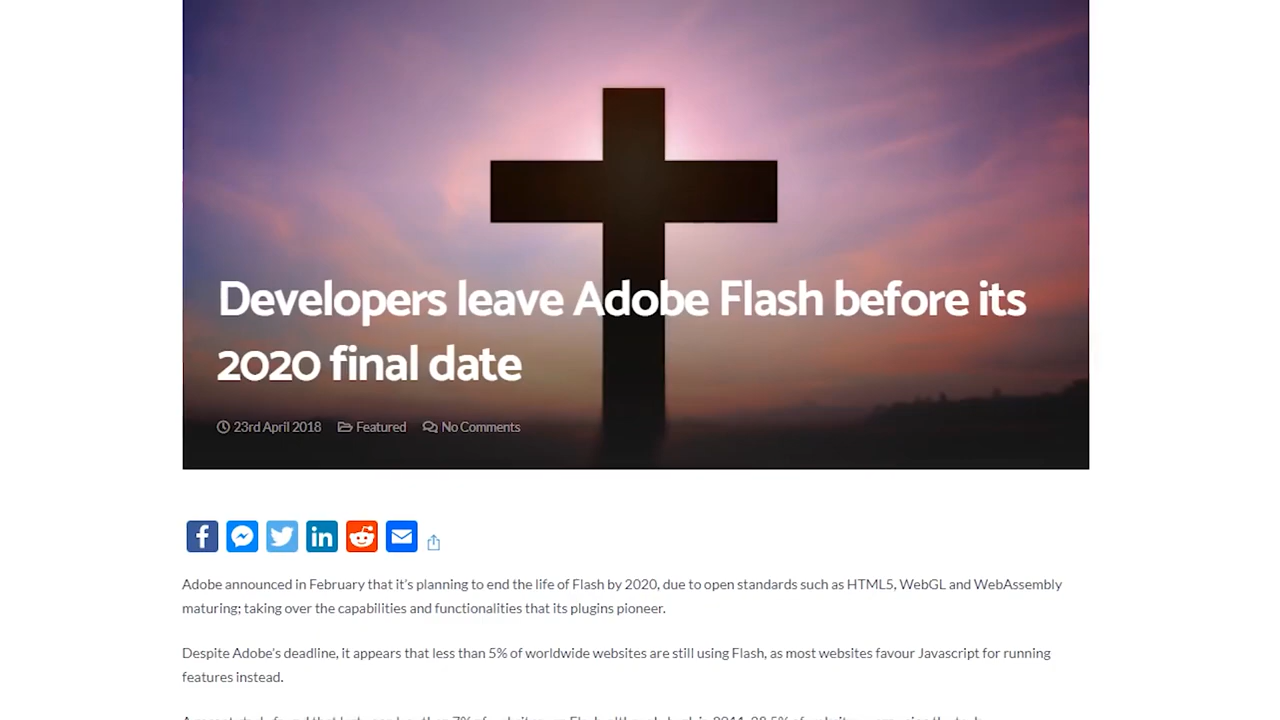 Developers leave Adobe Flash before its
2020 final date
23rd April 2018 Featured No Comments
Adobe announced in February that it's planning to end the life of Flash by 2020, due to open standards such as HTML5, WebGL and WebAssembly
maturing; taking over the capabilities and functionalities that its plugins pioneer.
Despite Adobe's deadline, it appears that less than 5% of worldwide websites are still using Flash, as most websites favour Javascript for running
features instead.